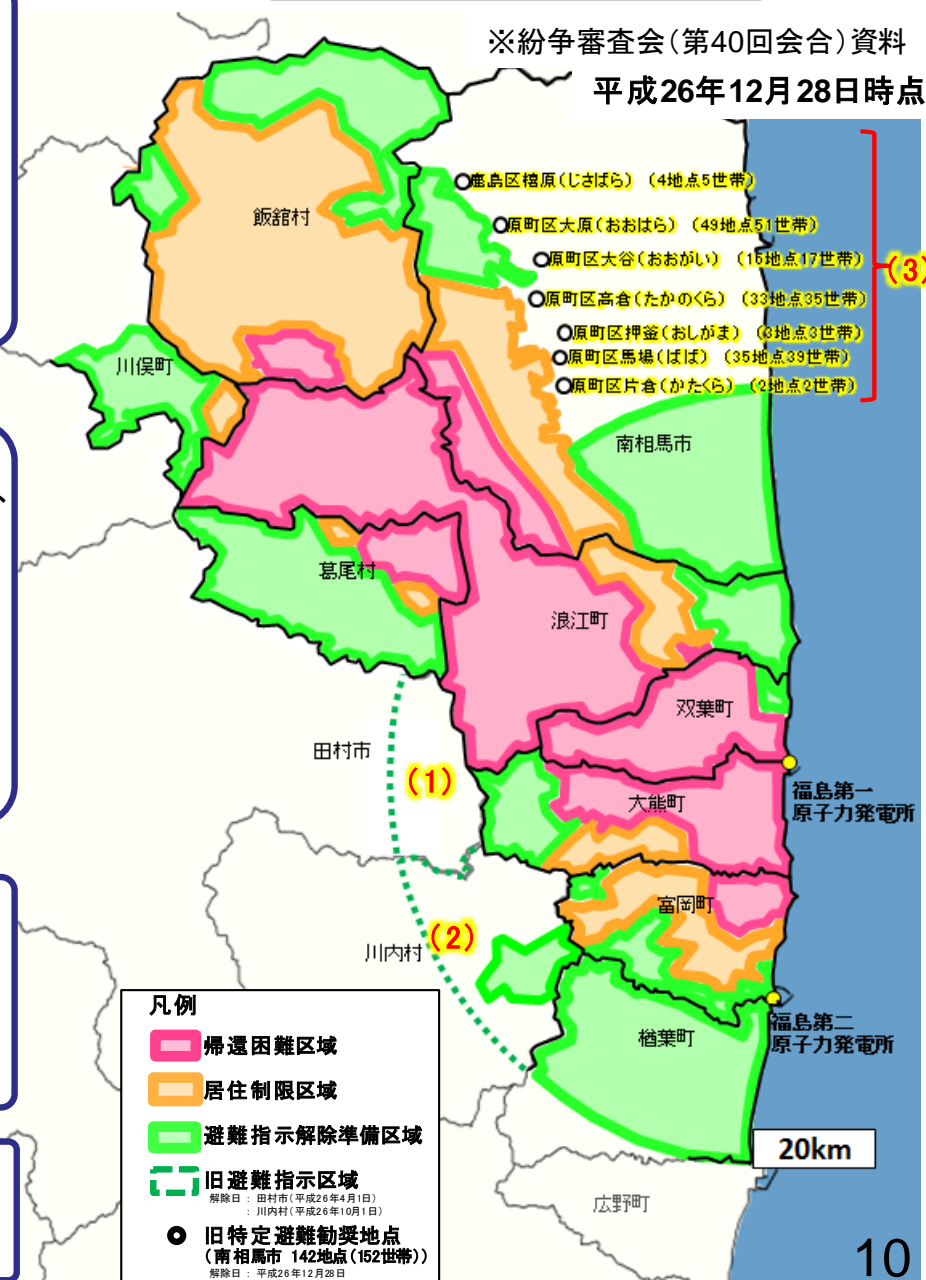 ※紛争審査会(第40回会合)資料
平成26年12月28日時点
鹿島区橲原(じさばら) (4地点5世帯)
原町区大原(おおはら) (49地点51世帯)
原町区大谷(おおがい) (16地点17世帯)
(3)
原町区高倉(たかのくら) (33地点35世帯)
原町区押釜(おしがま) (3地点3世帯)
原町区馬場(ばば) (35地点39世帯)
原町区片倉(かたくら) (2地点2世帯)
飯舘村
川俣町
南相馬市
葛尾村
浪江町
双葉町
田村市
(1)
大熊町
福島第一
原子力発電所
富岡町
川内村
(2)
福島第二
原子力発電所
楢葉町
20km
広野町
凡例
帰還困難区域
居住制限区域
避難指示解除準備区域
旧避難指示区域
解除日 : 田村市(平成26年4月1日)
: 川内村(平成26年10月1日)
旧特定避難勧奨地点
(南相馬市 142地点(152世帯))
解除日 : 平成26年12月28日
10